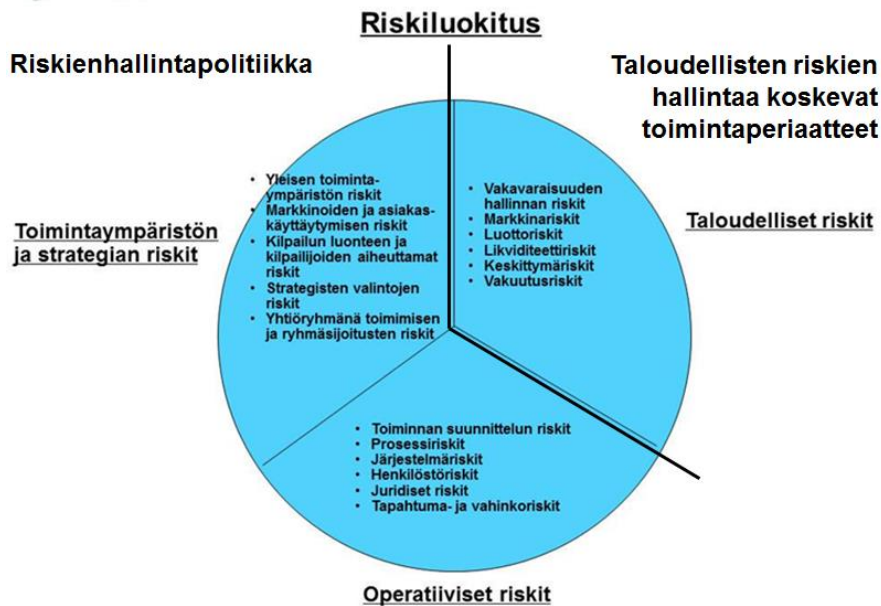 Riskiluokitus
Riskienhallintapolitiikka
Taloudellisten riskien
hallintaa koskevat
toimintaperiaatteet
Toimintaympäristön
ja strategian riskit
• Yleisen toiminta-
ympäristön riskit
• Markkinoiden ja asiakas-
käyttäytymisen riskit
• Kilpailun luonteen ja
kilpailijoiden aiheuttamat
riskit
• Strategisten valintojen
riskit
• Yhtiöryhmänä toimimisen
ja ryhmäsijoitusten riskit
• Vakavaraisuuden
hallinnan riskit
• Markkinariskit
• Luottoriskit
• Likviditeettiriskit
• Keskittymäriskit
• Vakuutusriskit
Taloudelliset riskit
• Toiminnan suunnittelun riskit
• Prosessiriskit
• Järjestelmäriskit
• Henkilöstöriskit
• Juridiset riskit
• Tapahtuma- ja vahinkoriskit
Operatiiviset riskit